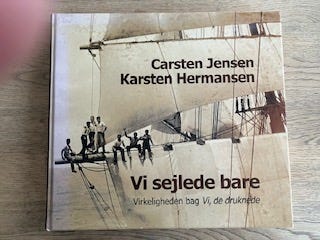 Carsten Jensen
Karsten Hermansen
Vi sejlede bare
Virkeligheden bag Vi, de druknede